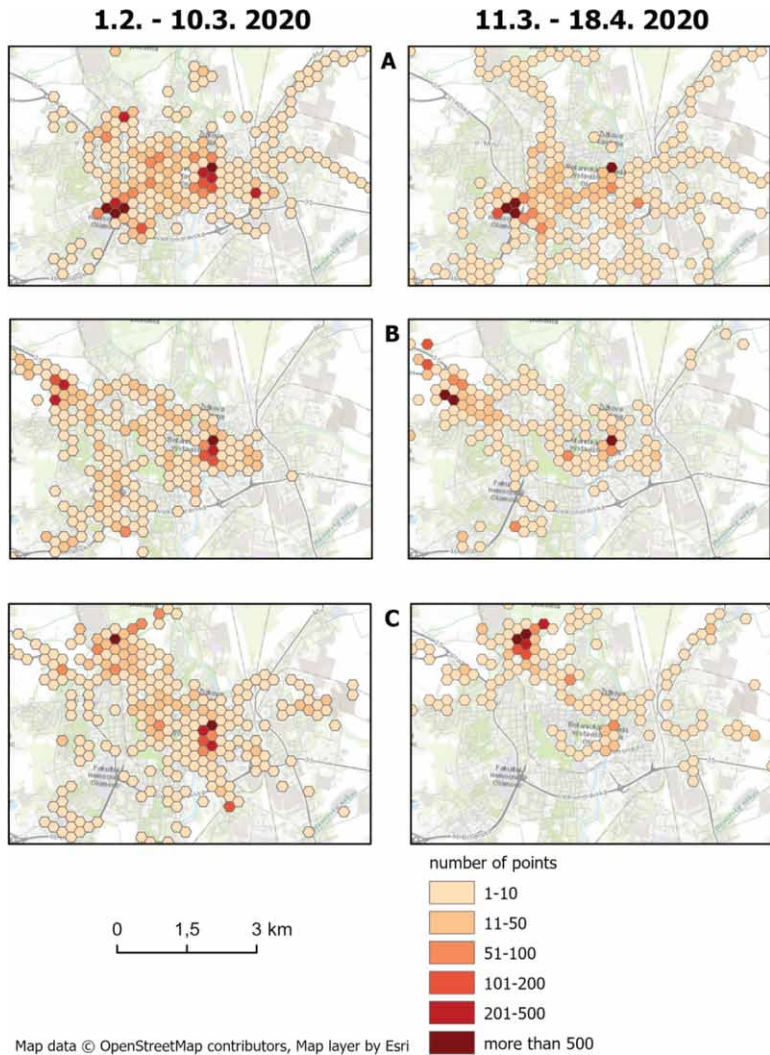 1.2. - 10.3. 2020
11.3. - 18.4. 2020
A
B
C
number of points
1-10
11-50
51-100
101-200
201-500
more than 500
0 1,5 3 km
Map data © OpenStreetMap contributors, Map layer by Esri